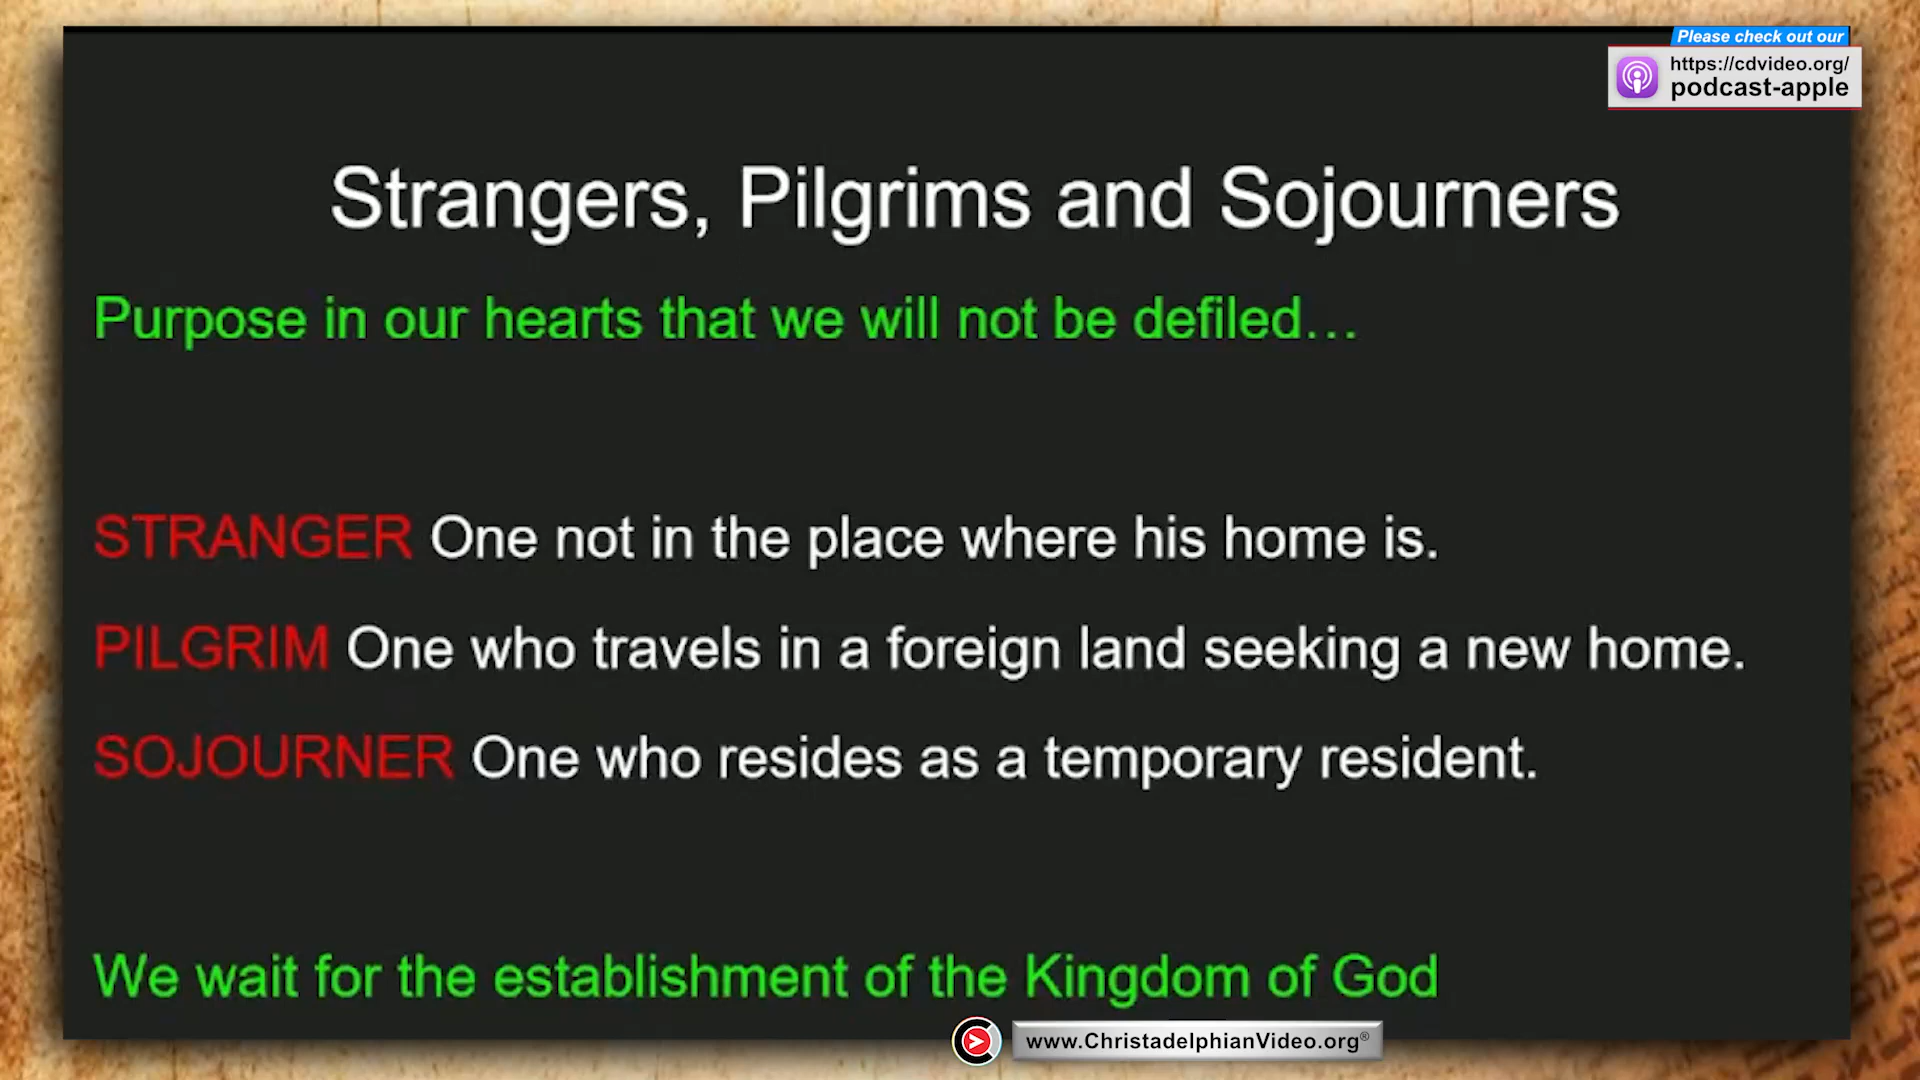 Please check out our
https://cdvideo.org/
podcast-apple
Strangers, Pilgrims and Sojourners
Purpose in our hearts that we will not be defiled…
STRANGER One not in the place where his home is.
PILGRIM One who travels in a foreign land seeking a new home.
SOJOURNER One who resides as a temporary resident.
We wait for the establishment of the Kingdom of God
www.ChristadelphianVideo.org®